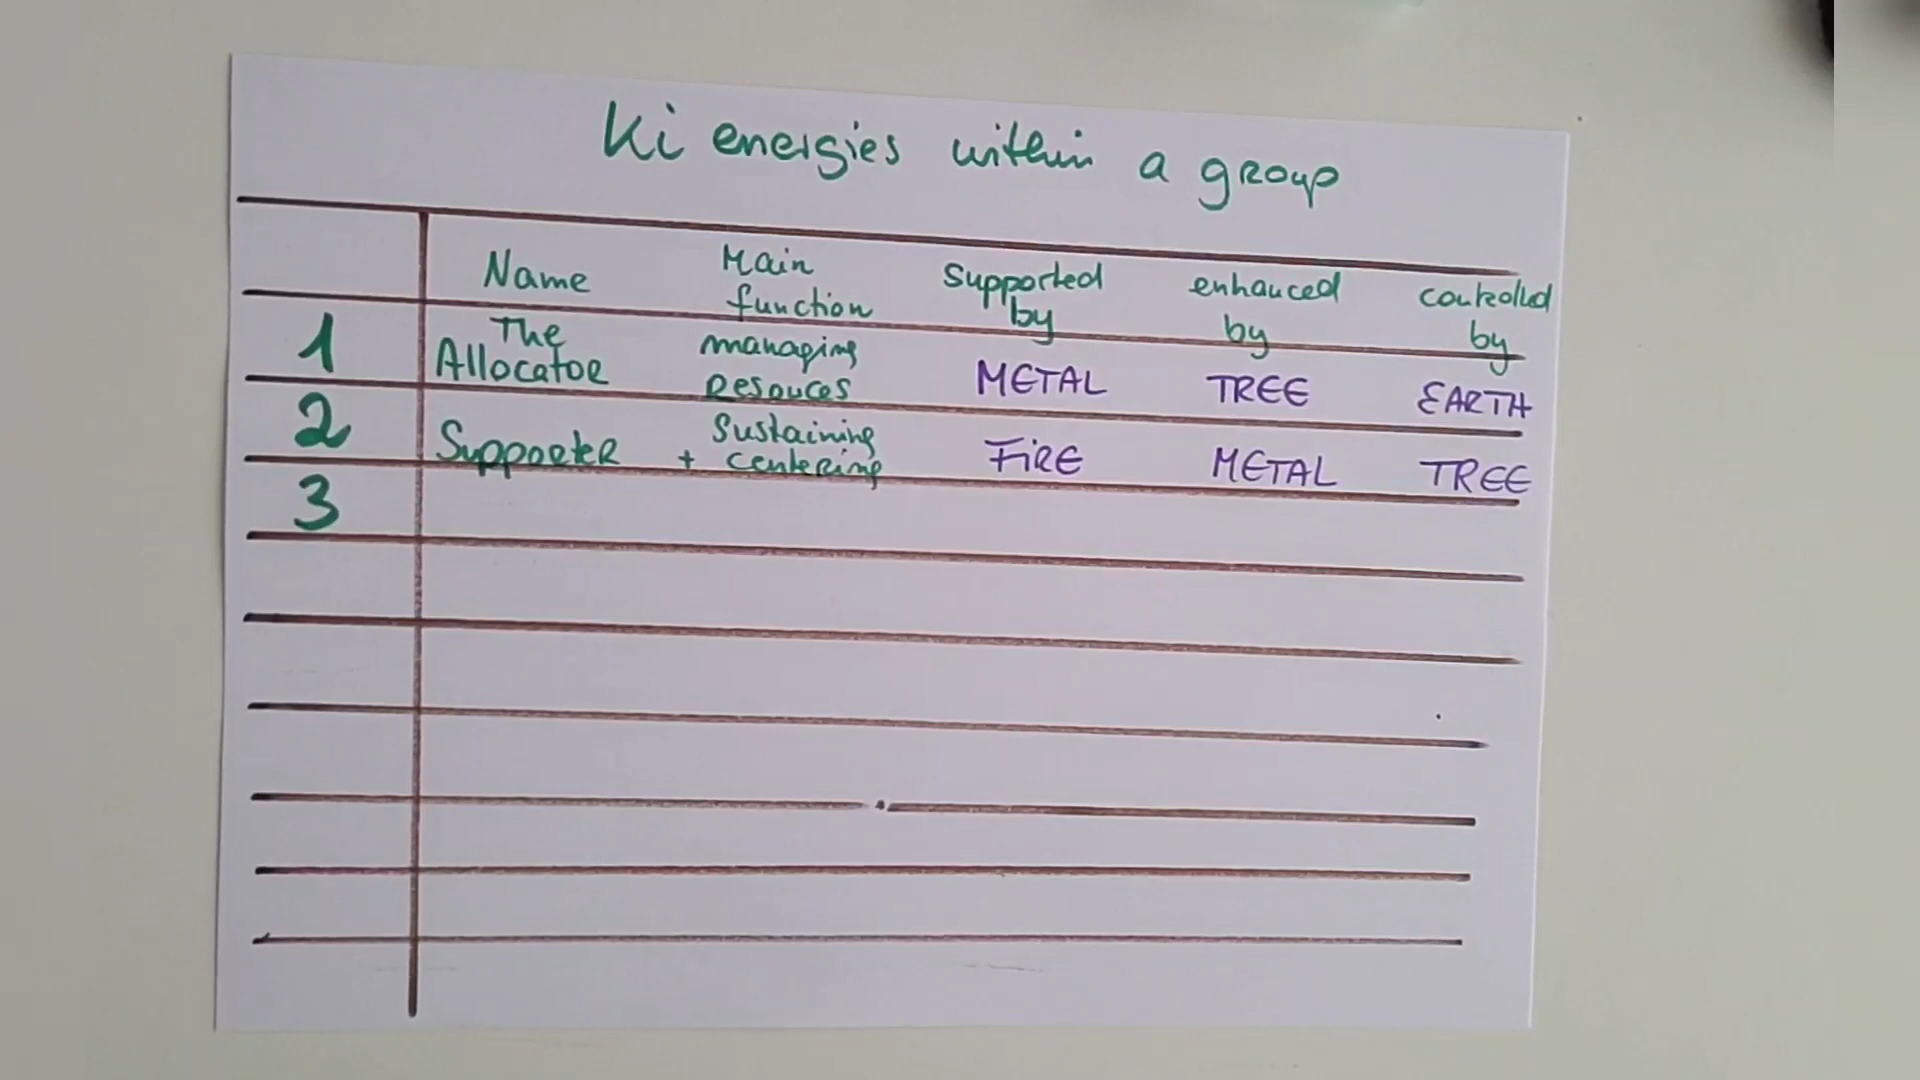 Ki energies within a group
Name Main function Supported by enhanced by controlled by
1 The Allocator managing resouces METAL TREE EARTH
2 Supporter + Sustaining centering FIRE METAL TREE
3